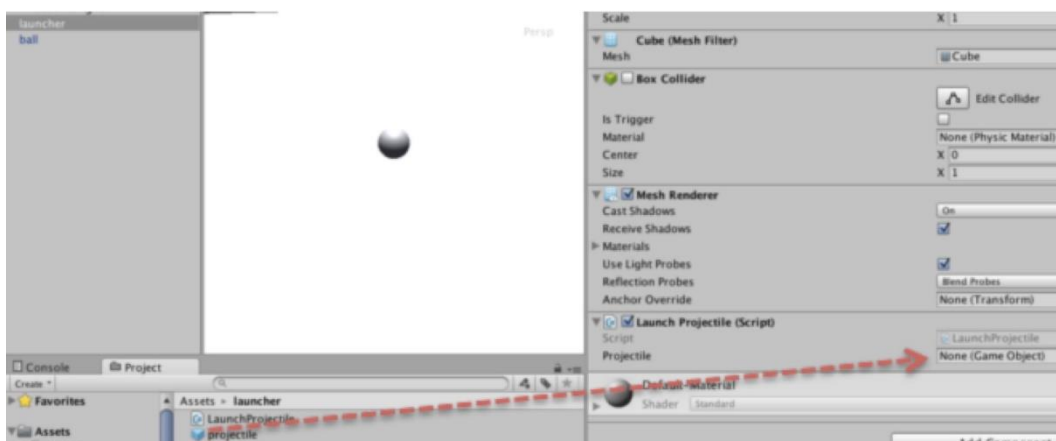 launcher
ball
Persp
Scale X 1
Cube (Mesh Filter)
Mesh Cube
Box Collider
Edit Collider
Is Trigger
Material None (Physic Material)
Center X 0
Size X 1
Mesh Renderer
Cast Shadows On
Receive Shadows
Materials
Use Light Probes
Reflection Probes Blend Probes
Anchor Override None (Transform)
Launch Projectile (Script)
Script LaunchProjectile
Projectile None (Game Object)
Default-Material
Shader Standard
Console Project
Create
Favorites
Assets
Assets launcher
LaunchProjectile
projectile
Add Component